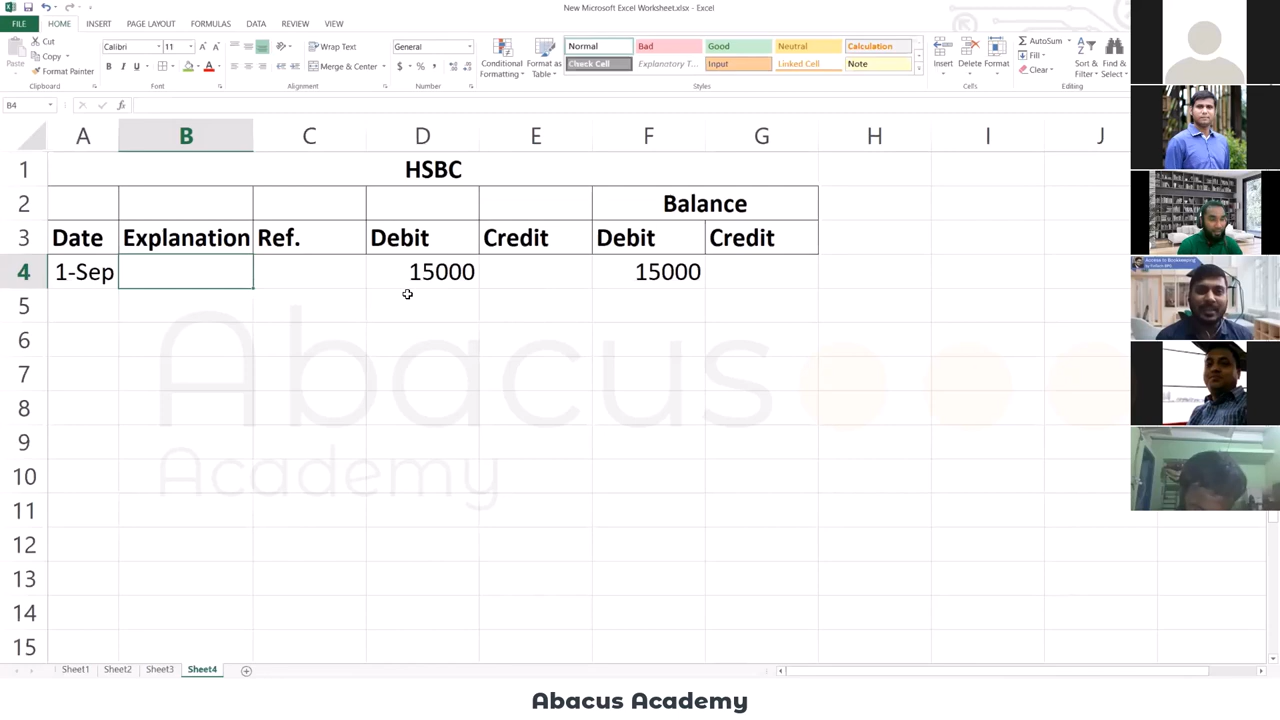 New Microsoft Excel Worksheet.xlsx - Excel
FILE HOME INSERT PAGE LAYOUT FORMULAS DATA REVIEW VIEW
Cut
Copy
Format Painter
Paste
Clipboard
Calibri 11
B I U
Font
Wrap Text
Merge & Center
Alignment
General
$ % ,
Number
Conditional Formatting
Format as Table
Normal Bad Good Neutral Calculation
Check Cell Explanatory T... Input Linked Cell Note
Styles
Insert Delete Format
Cells
AutoSum
Fill
Clear
Sort & Filter
Find & Select
Editing
B4
A B C D E F G H I J
1 HSBC
2 Balance
3 Date Explanation Ref. Debit Credit Debit Credit
4 1-Sep 15000 15000
5
6
7
8
9
10
11
12
13
14
15
Abacus
Academy
Access to Bookkeeping
Sheet1 Sheet2 Sheet3 Sheet4
Abacus Academy